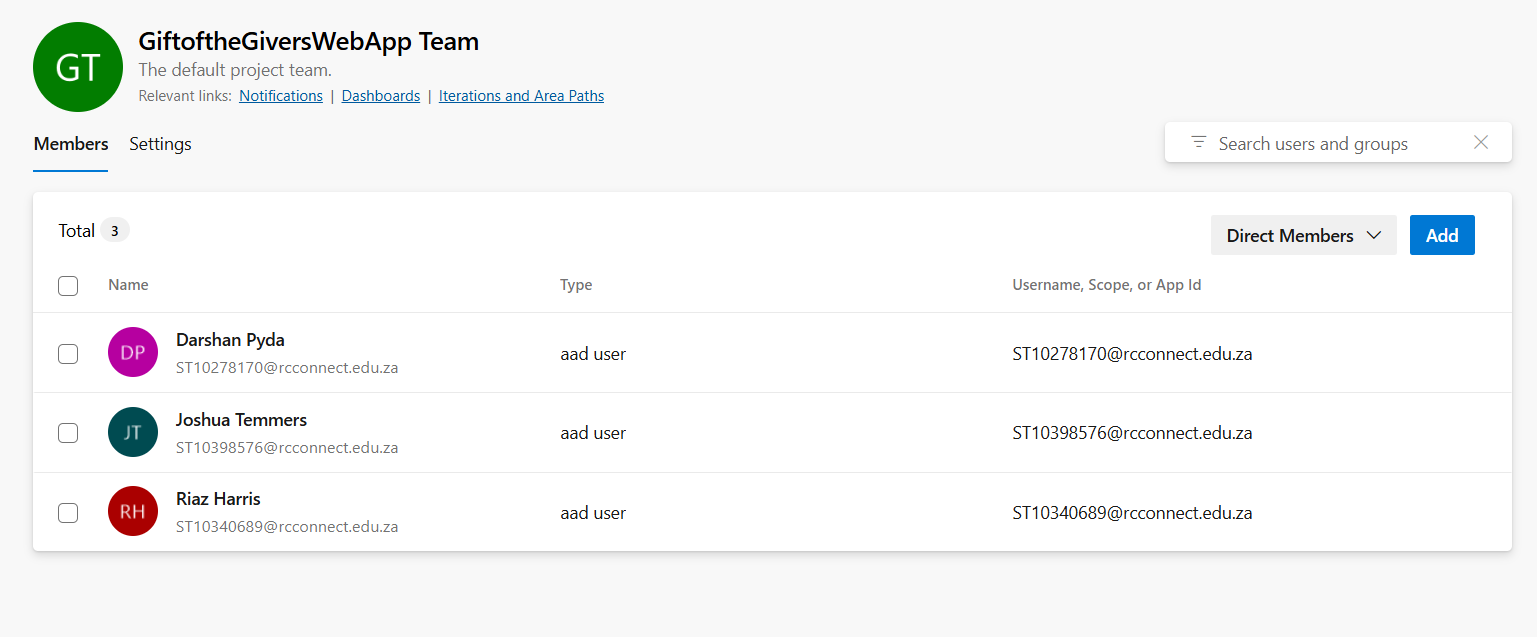 GT
GiftoftheGiversWebApp Team
The default project team.
Relevant links: Notifications | Dashboards | Iterations and Area Paths
Members Settings
Search users and groups
Total 3
Direct Members Add
Name Type Username, Scope, or App Id
DP
Darshan Pyda
ST10278170@rcconnect.edu.za
aad user
ST10278170@rcconnect.edu.za
JT
Joshua Temmers
ST10398576@rcconnect.edu.za
aad user
ST10398576@rcconnect.edu.za
RH
Riaz Harris
ST10340689@rcconnect.edu.za
aad user
ST10340689@rcconnect.edu.za